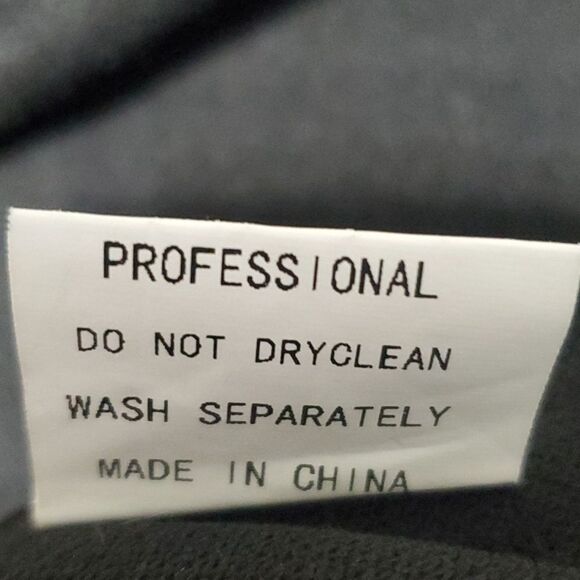 PROFESSIONAL
DO NOT DRYCLEAN
WASH SEPARATELY
MADE IN CHINA